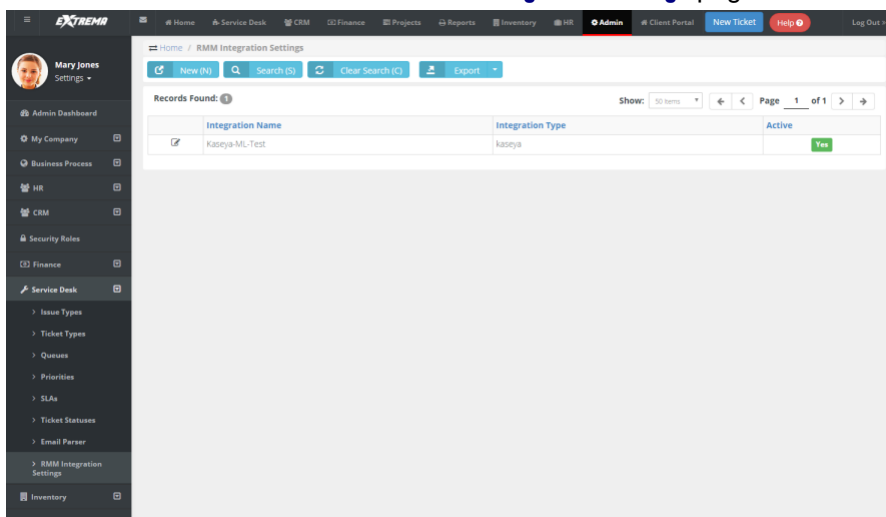 EXTREMA
Home Service Desk CRM Finance Projects Reports Inventory HR Admin Client Portal New Ticket Help Log Out
Mary Jones
Settings
Home / RMM Integration Settings
New (N) Search (S) Clear Search (C) Export
Records Found: 1
Show: 50 items Page 1 of 1
Integration Name Integration Type Active
Kaseya-ML-Test kaseya Yes
Admin Dashboard
My Company
Business Process
HR
CRM
Security Roles
Finance
Service Desk
> Issue Types
> Ticket Types
> Queues
> Priorities
> SLAs
> Ticket Statuses
> Email Parser
> RMM Integration
Settings
Inventory